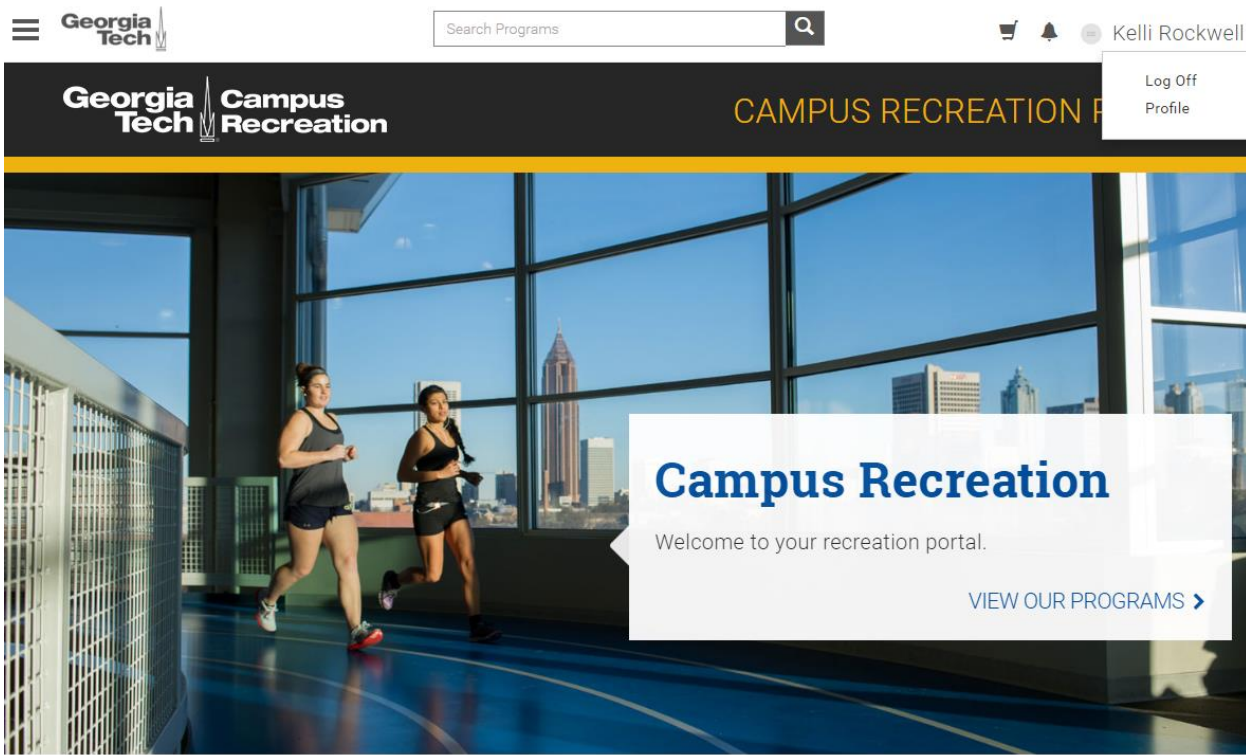 Georgia
Tech
Search Programs
Kelli Rockwell
Log Off
Profile
Georgia Tech
Campus Recreation
CAMPUS RECREATION
Campus Recreation
Welcome to your recreation portal.
VIEW OUR PROGRAMS